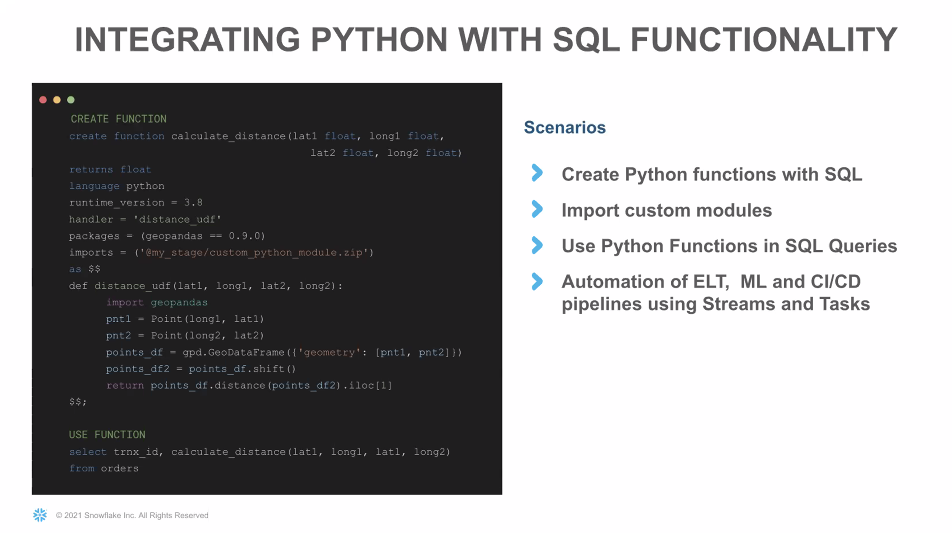 INTEGRATING PYTHON WITH SQL FUNCTIONALITY
CREATE FUNCTION
create function calculate_distance(lat1 float, long1 float,
lat2 float, long2 float)
returns float
language python
runtime_version = 3.8
handler = 'distance_udf'
packages = (geopandas == 0.9.0)
imports = ('@my_stage/custom_python_module.zip')
as $$
def distance_udf(lat1, long1, lat2, long2):
import geopandas
pnt1 = Point(long1, lat1)
pnt2 = Point(long2, lat2)
points_df = gpd.GeoDataFrame({'geometry': [pnt1, pnt2]})
points_df2 = points_df.shift()
return points_df.distance(points_df2).iloc[1]
$$;
USE FUNCTION
select trnx_id, calculate_distance(lat1, long1, lat1, long2)
from orders
Scenarios
Create Python functions with SQL
Import custom modules
Use Python Functions in SQL Queries
Automation of ELT, ML and CI/CD
pipelines using Streams and Tasks
© 2021 Snowflake Inc. All Rights Reserved